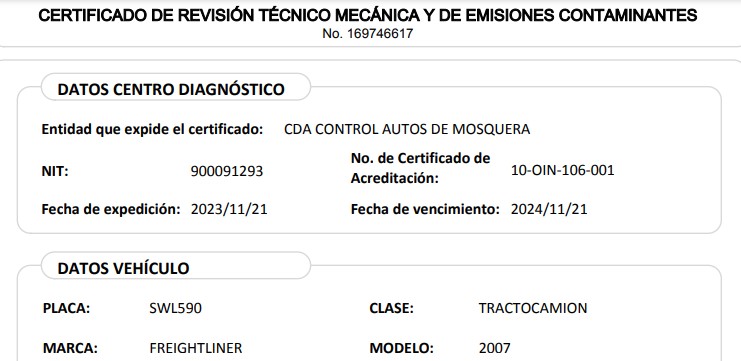 CERTIFICADO DE REVISIÓN TÉCNICO MECÁNICA Y DE EMISIONES CONTAMINANTES
No. 169746617
DATOS CENTRO DIAGNÓSTICO
Entidad que expide el certificado: CDA CONTROL AUTOS DE MOSQUERA
NIT: 900091293 No. de Certificado de Acreditación: 10-OIN-106-001
Fecha de expedición: 2023/11/21 Fecha de vencimiento: 2024/11/21
DATOS VEHÍCULO
PLACA: SWL590 CLASE: TRACTOCAMION
MARCA: FREIGHTLINER MODELO: 2007